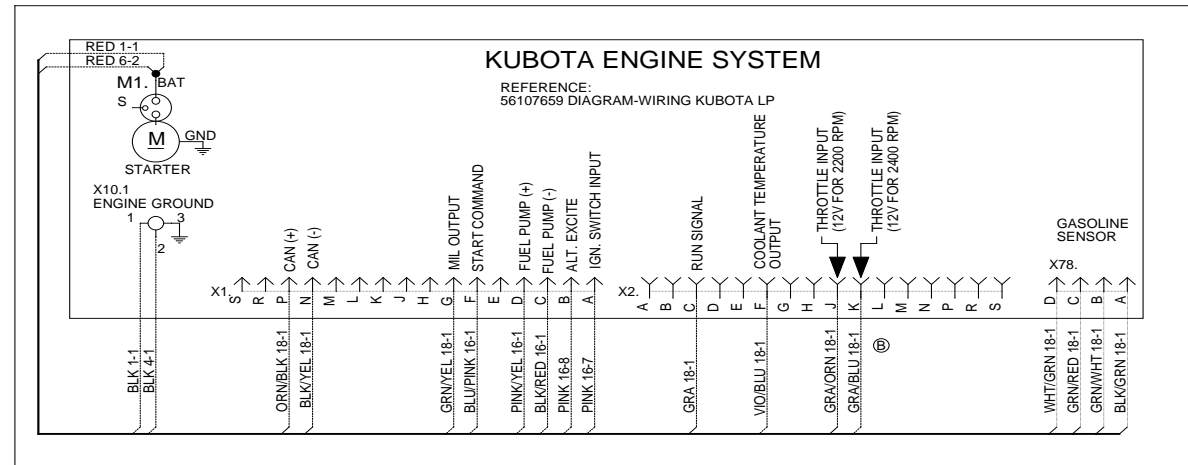 RED 1-1
RED 6-2
KUBOTA ENGINE SYSTEM
REFERENCE:
56107659 DIAGRAM-WIRING KUBOTA LP
M1.
BAT
S
M
GND
STARTER
X10.1
ENGINE GROUND
1
3
2
CAN (+)
CAN (-)
MIL OUTPUT
START COMMAND
FUEL PUMP (+)
FUEL PUMP (-)
ALT. EXCITE
IGN. SWITCH INPUT
RUN SIGNAL
COOLANT TEMPERATURE
OUTPUT
THROTTLE INPUT
(12V FOR 2200 RPM)
THROTTLE INPUT
(12V FOR 2400 RPM)
GASOLINE
SENSOR
X1.
S R P N M L K J H G F E D C B A
X2.
A B C D E F G H J K L M N P R S
X78.
D C B A
B
BLK 1-1
BLK 4-1
ORN/BLK 18-1
BLK/YEL 18-1
GRN/YEL 18-1
BLU/PINK 16-1
PINK/YEL 16-1
BLK/RED 16-1
PINK 16-8
PINK 16-7
GRA 18-1
VIO/BLU 18-1
GRA/ORN 18-1
GRA/BLU 18-1
WHT/GRN 18-1
GRN/RED 18-1
GRN/WHT 18-1
BLK/GRN 18-1